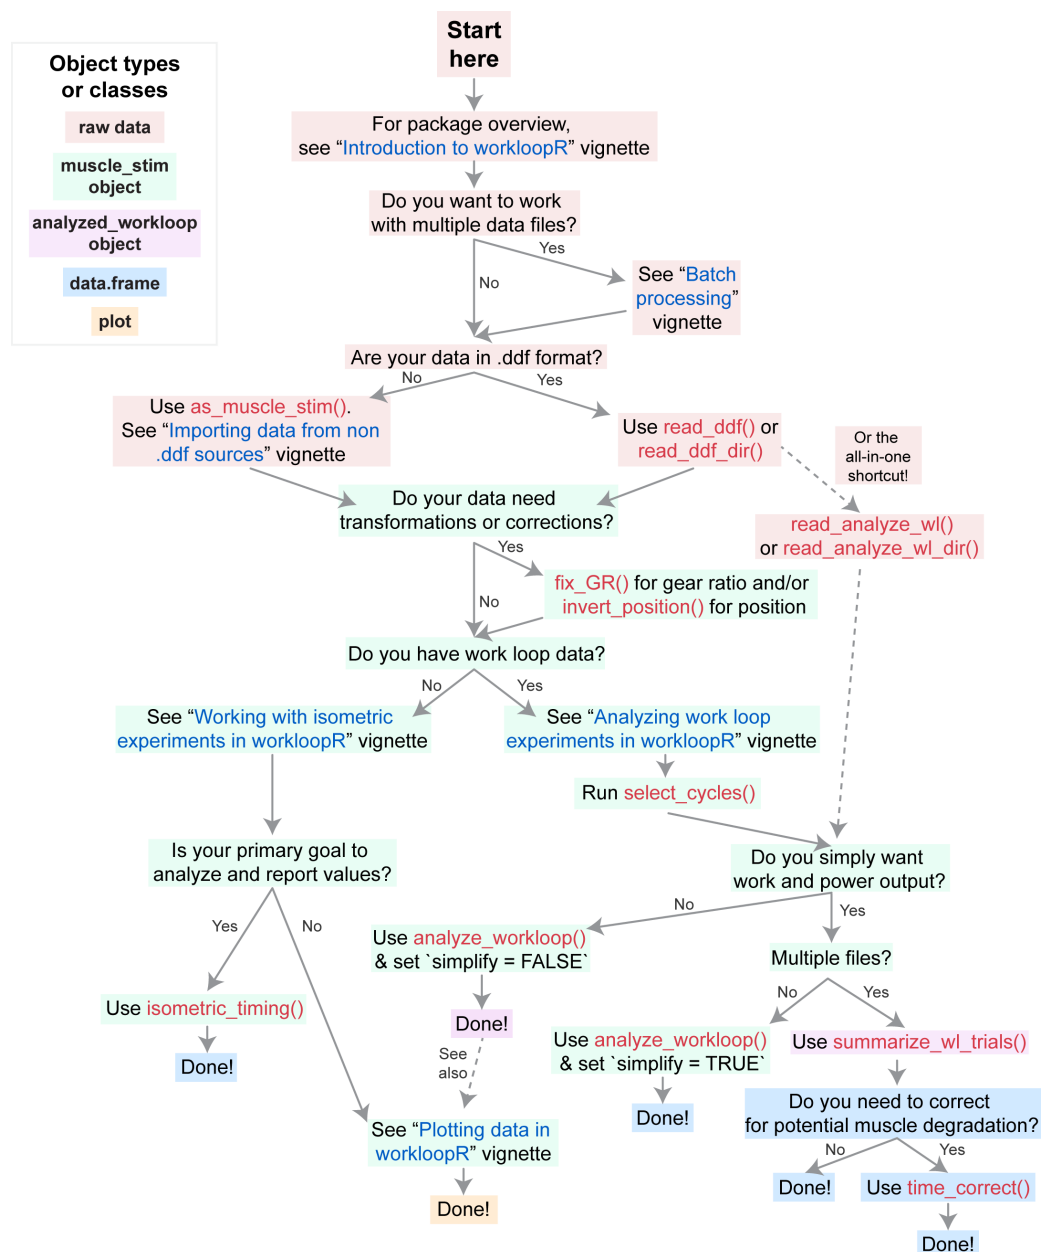 Start
here
Object types
or classes
raw data
muscle_stim
object
analyzed_workloop
object
data.frame
plot
For package overview,
see “Introduction to workloopR” vignette
Do you want to work
with multiple data files?
Yes
No
See “Batch
processing”
vignette
Are your data in .ddf format?
No
Yes
Use as_muscle_stim().
See “Importing data from non
.ddf sources” vignette
Use read_ddf() or
read_ddf_dir()
Or the
all-in-one
shortcut!
Do your data need
transformations or corrections?
read_analyze_wl()
or read_analyze_wl_dir()
Yes
No
fix_GR() for gear ratio and/or
invert_position() for position
Do you have work loop data?
No
Yes
See “Working with isometric
experiments in workloopR” vignette
See “Analyzing work loop
experiments in workloopR” vignette
Run select_cycles()
Is your primary goal to
analyze and report values?
Do you simply want
work and power output?
Yes
No
No
Yes
Use analyze_workloop()
& set `simplify = FALSE`
Multiple files?
Use isometric_timing()
No
Yes
Done!
Done!
Use analyze_workloop()
& set `simplify = TRUE`
Use summarize_wl_trials()
See
also
Done!
Do you need to correct
for potential muscle degradation?
See “Plotting data in
workloopR” vignette
No
Yes
Done!
Done!
Use time_correct()
Done!